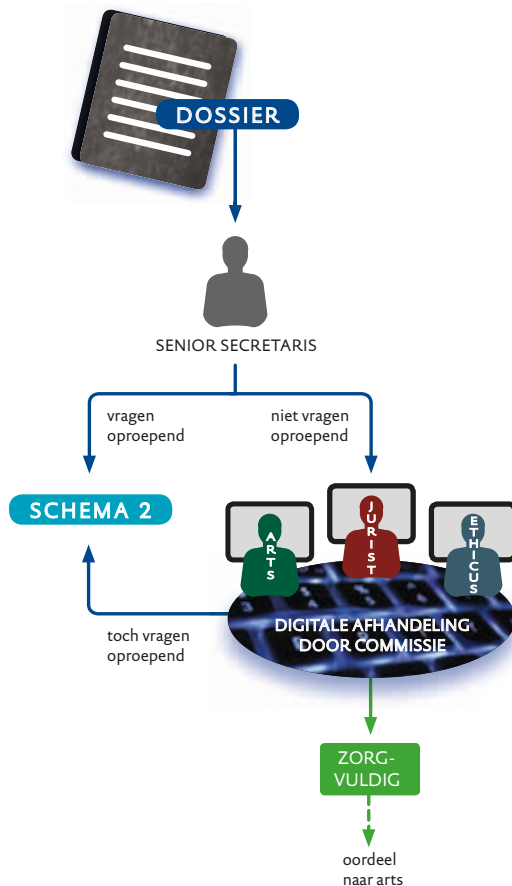 DOSSIER
SENIOR SECRETARIS
vragen
oproepend
niet vragen
oproepend
SCHEMA 2
ARTS
JURIST
ETHICUS
DIGITALE AFHANDELING
DOOR COMMISSIE
toch vragen
oproepend
ZORG-
VULDIG
oordeel
naar arts